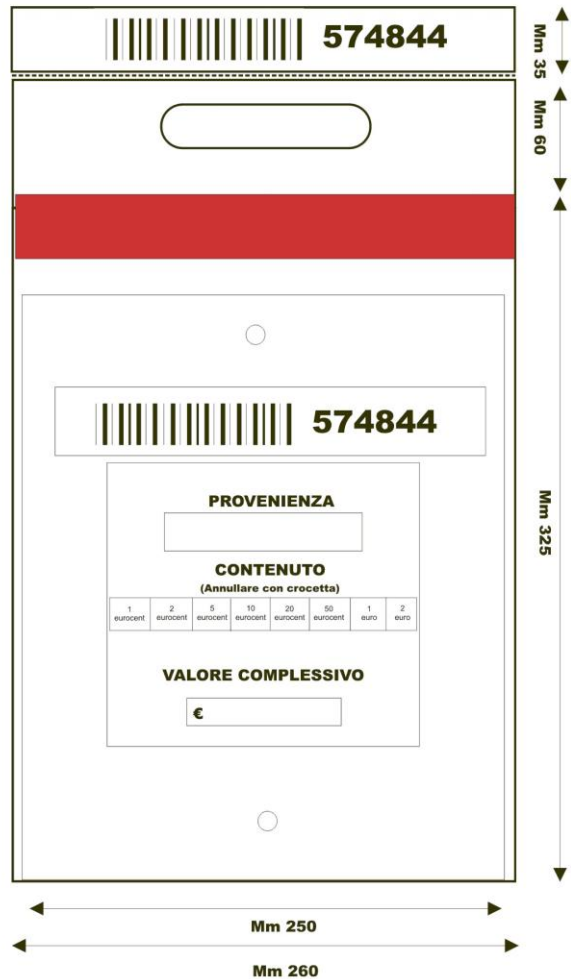 574844
Mm 35
Mm 60
574844
PROVENIENZA
CONTENUTO
(Annullare con crocetta)
1 eurocent 2 eurocent 5 eurocent 10 eurocent 20 eurocent 50 eurocent 1 euro 2 euro
VALORE COMPLESSIVO
€
Mm 325
Mm 250
Mm 260